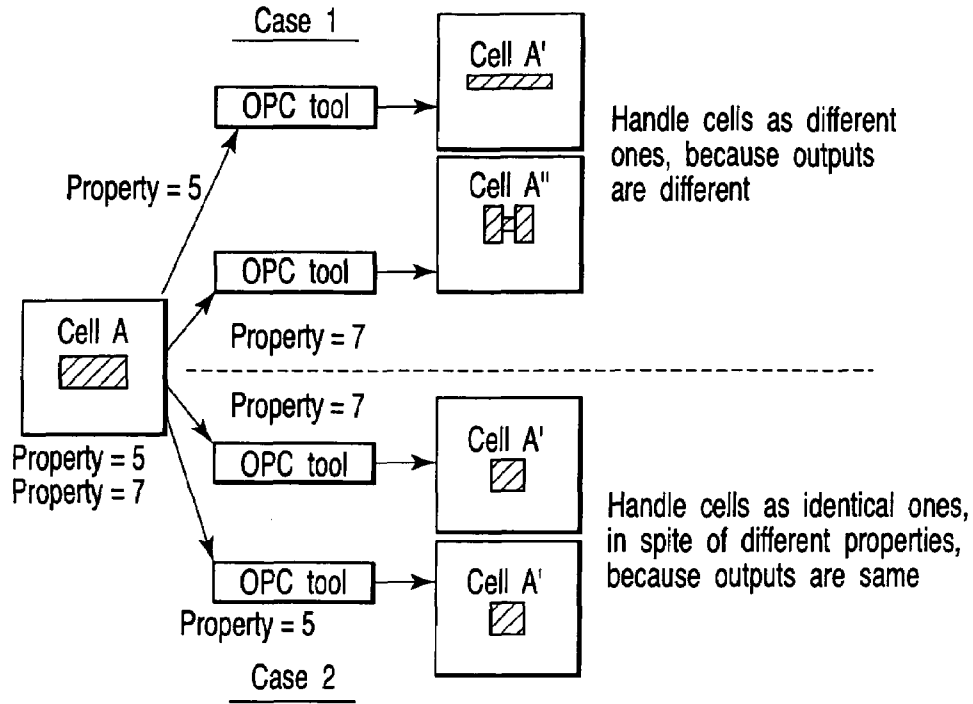 Case 1
OPC tool
Cell A'
Handle cells as different
ones, because outputs
are different
Property = 5
Cell A"
OPC tool
Property = 7
Cell A
Property = 5
Property = 7
Property = 7
OPC tool
Cell A'
Handle cells as identical ones,
in spite of different properties,
because outputs are same
OPC tool
Cell A'
Property = 5
Case 2